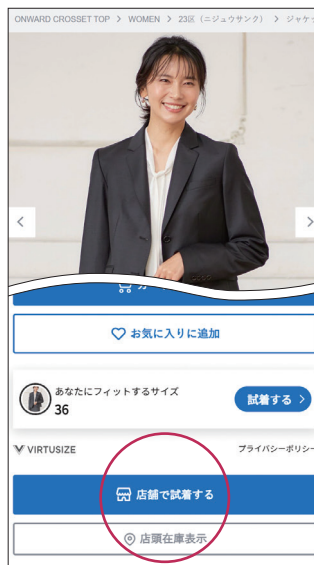 ONWARD CROSSET TOP > WOMEN > 23区 (ニジュウサンク) > ジャケッ
お気に入りに追加
あなたにフィットするサイズ
36
試着する >
VIRTUSIZE
プライバシーポリシー
店舗で試着する
店頭在庫表示